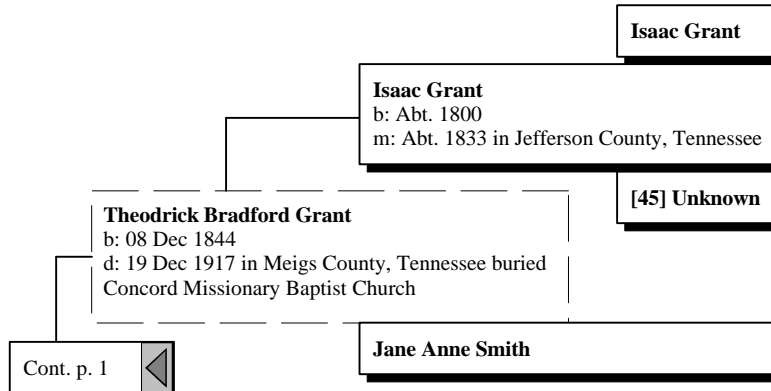 Isaac Grant
Isaac Grant
b: Abt. 1800
m: Abt. 1833 in Jefferson County, Tennessee
[45] Unknown
Theodrick Bradford Grant
b: 08 Dec 1844
d: 19 Dec 1917 in Meigs County, Tennessee buried
Concord Missionary Baptist Church
Jane Anne Smith
Cont. p. 1